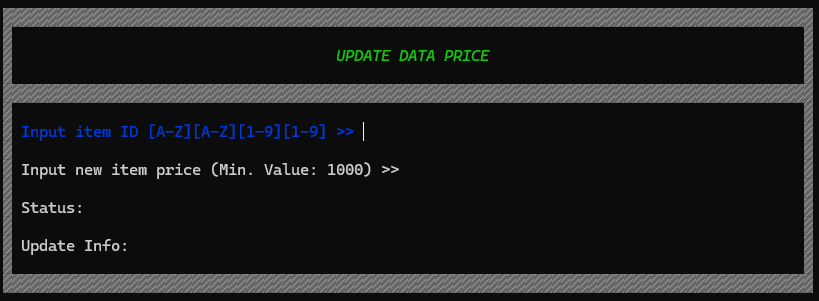 UPDATE DATA PRICE
Input item ID [A-Z][A-Z][1-9][1-9] >>
Input new item price (Min. Value: 1000) >>
Status:
Update Info: